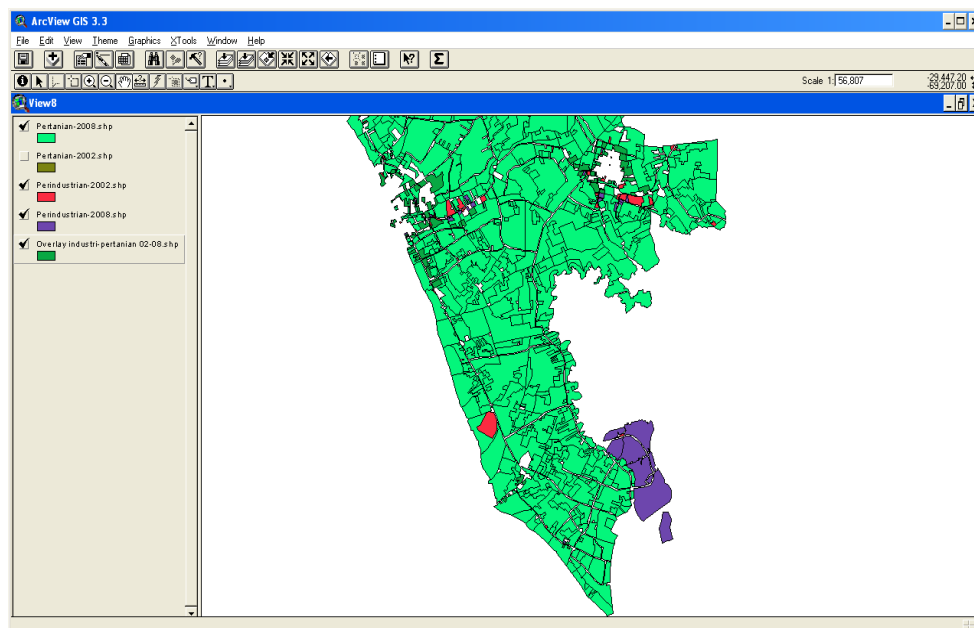 ArcView GIS 3.3
File Edit View Theme Graphics XTools Window Help
Scale 1: 56,807
-29,447.20
-69,207.00
View8
Pertanian-2008.shp
Pertanian-2002.shp
Perindustrian-2002.shp
Perindustrian-2008.shp
Overlay industri-pertanian 02-08.shp